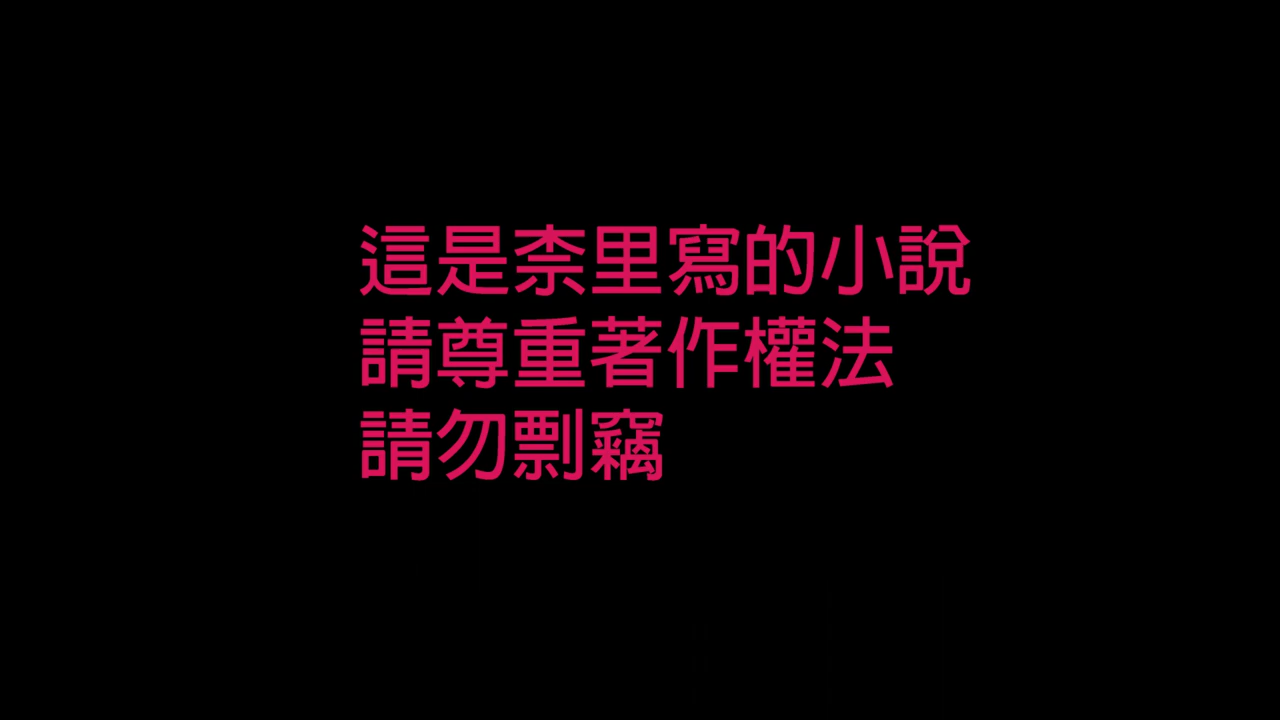 這是柰里寫的小說
請尊重著作權法
請勿剽竊